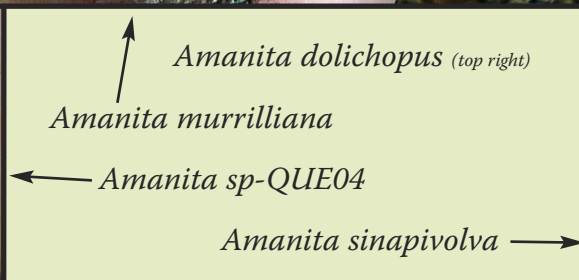 Amanita dolichopus (top right)
Amanita murrilliana
Amanita sp-QUE04
Amanita sinapivolva